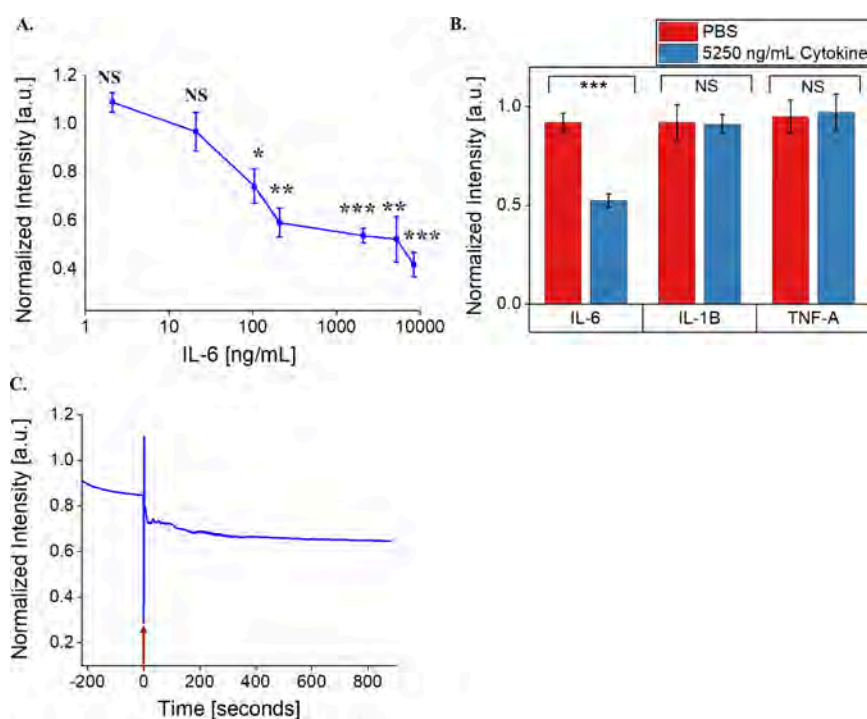 A.
NS
NS
*
**
***
**
***
1.2
1.0
0.8
0.6
0.4
Normalized Intensity [a.u.]
1 10 100 1000 10000
IL-6 [ng/mL]
B.
PBS
5250 ng/mL Cytokine
***
NS
NS
1.0
0.5
0.0
Normalized Intensity [a.u.]
IL-6 IL-1B TNF-A
C.
1.2
1.0
0.8
0.6
0.4
0.2
Normalized Intensity [a.u.]
-200 0 200 400 600 800
Time [seconds]